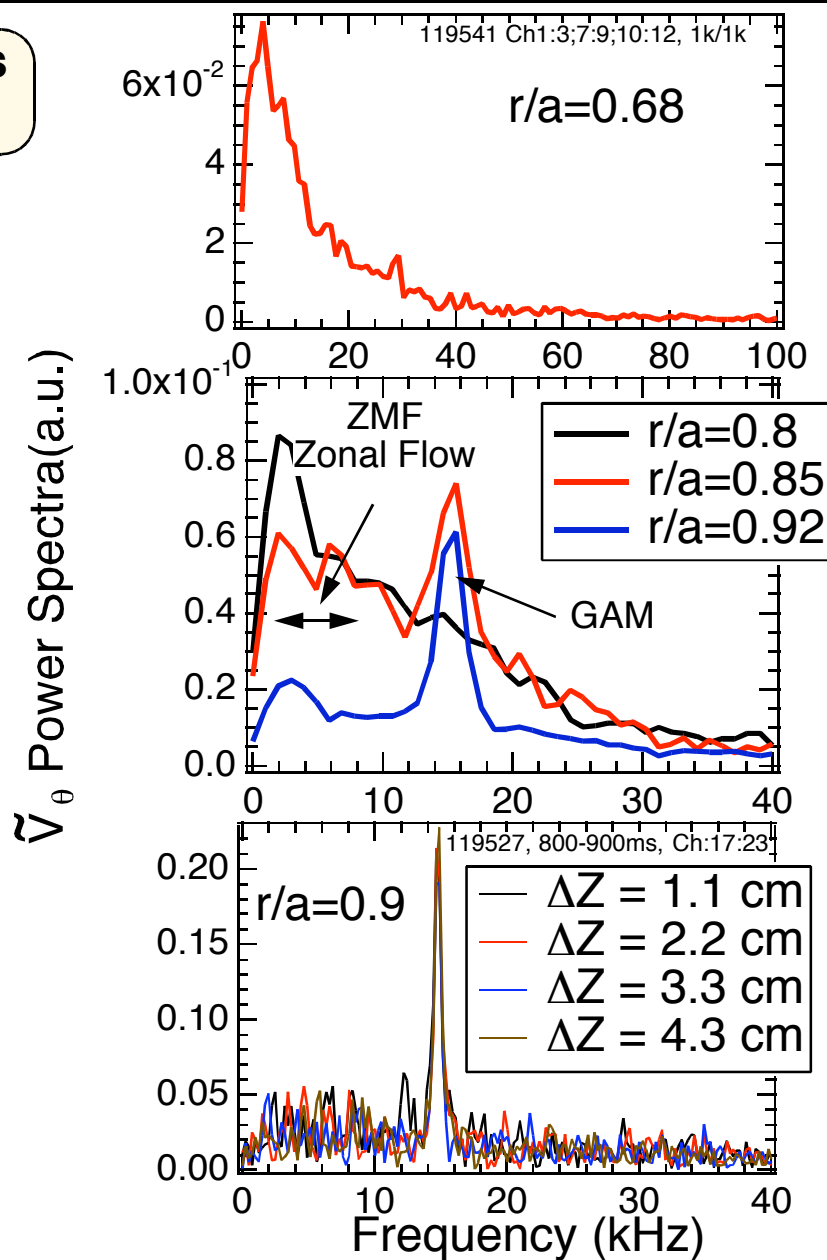 s
119541 Ch1:3;7:9;10:12, 1k/1k
r/a=0.68
6x10-2
4
2
0
0 20 40 60 80 100
Ṽθ Power Spectra(a.u.)
1.0x10-1
0.8
0.6
0.4
0.2
0.0
ZMF
Zonal Flow
r/a=0.8
r/a=0.85
r/a=0.92
GAM
0 10 20 30 40
119527, 800-900ms, Ch:17:23
r/a=0.9
0.20
0.15
0.10
0.05
0.00
ΔZ = 1.1 cm
ΔZ = 2.2 cm
ΔZ = 3.3 cm
ΔZ = 4.3 cm
0 10 20 30 40
Frequency (kHz)